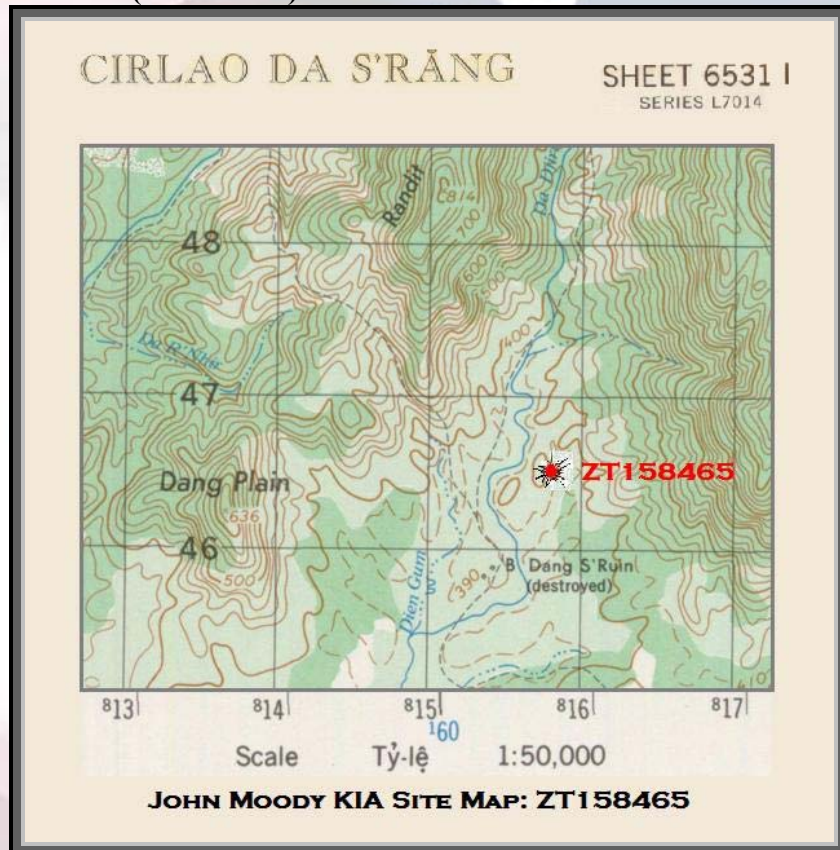 CIRLAO DA S'RĂNG
SHEET 6531 I
SERIES L7014
Randit
814
700
600
500
48
400
47
ZT158465
Dang Plain
636
46
500
Dien Gum
390
B Dang S'Ruin
(destroyed)
410
813
814
815
816
817
160
Scale Tỷ-lệ 1:50,000
JOHN MOODY KIA SITE MAP: ZT158465